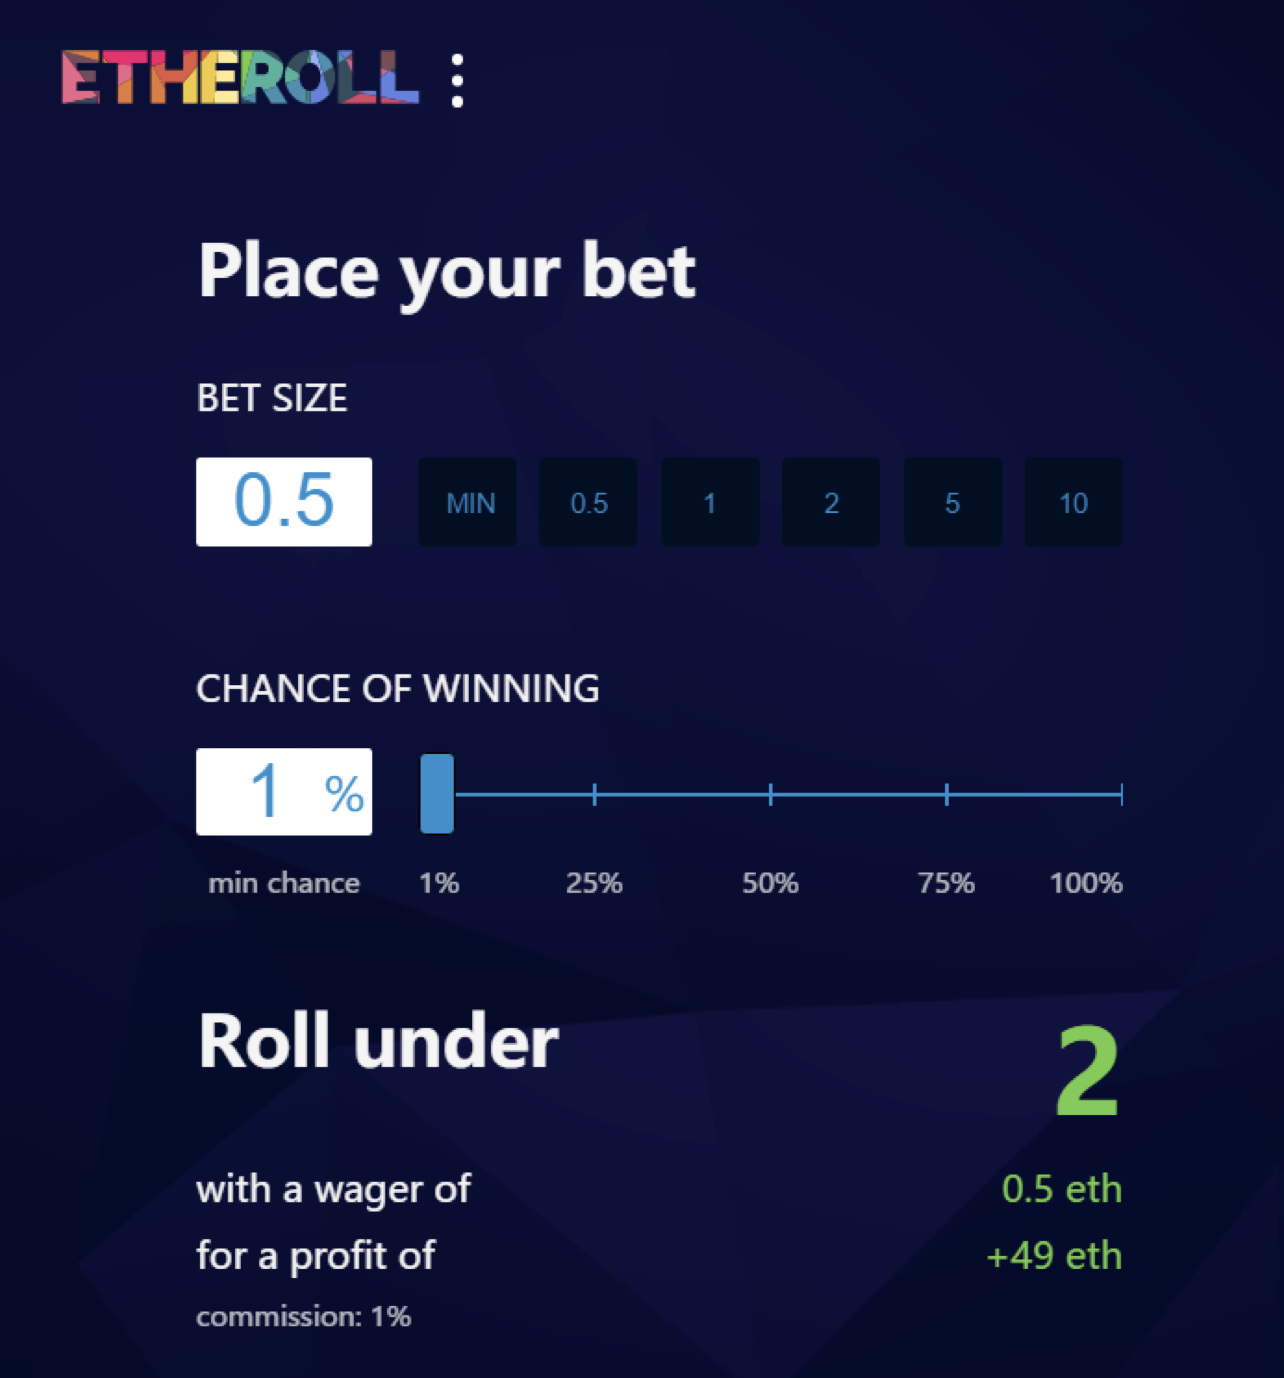 ETHEROLL
Place your bet
BET SIZE
0.5 MIN 0.5 1 2 5 10
CHANCE OF WINNING
1 %
min chance 1% 25% 50% 75% 100%
Roll under 2
with a wager of 0.5 eth
for a profit of +49 eth
commission: 1%